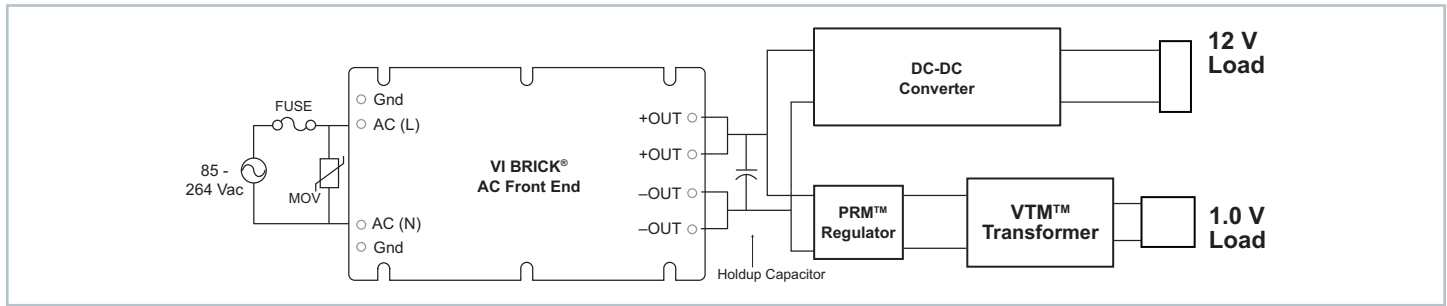 FUSE
85 -
264 Vac
MOV
Gnd
AC (L)
AC (N)
Gnd
VI BRICK®
AC Front End
+OUT
+OUT
–OUT
–OUT
Holdup Capacitor
DC-DC
Converter
12 V
Load
PRM™
Regulator
VTM™
Transformer
1.0 V
Load